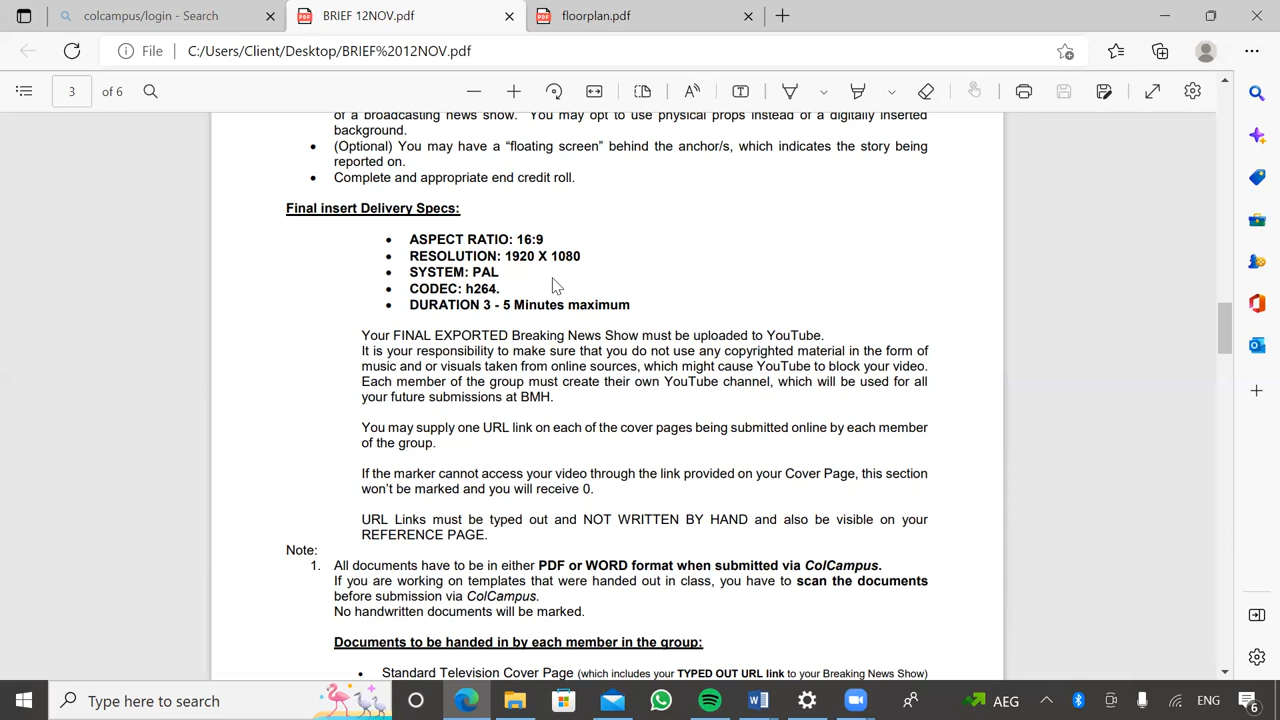 colcampus/login - Search
BRIEF 12NOV.pdf
floorplan.pdf
File
C:/Users/Client/Desktop/BRIEF%2012NOV.pdf
3 of 6
of a broadcasting news show. You may opt to use physical props instead of a digitally inserted
background.
• (Optional) You may have a “floating screen” behind the anchor/s, which indicates the story being
reported on.
• Complete and appropriate end credit roll.
Final insert Delivery Specs:
• ASPECT RATIO: 16:9
• RESOLUTION: 1920 X 1080
• SYSTEM: PAL
• CODEC: h264.
• DURATION 3 - 5 Minutes maximum
Your FINAL EXPORTED Breaking News Show must be uploaded to YouTube.
It is your responsibility to make sure that you do not use any copyrighted material in the form of
music and or visuals taken from online sources, which might cause YouTube to block your video.
Each member of the group must create their own YouTube channel, which will be used for all
your future submissions at BMH.
You may supply one URL link on each of the cover pages being submitted online by each member
of the group.
If the marker cannot access your video through the link provided on your Cover Page, this section
won’t be marked and you will receive 0.
URL Links must be typed out and NOT WRITTEN BY HAND and also be visible on your
REFERENCE PAGE.
Note:
1. All documents have to be in either PDF or WORD format when submitted via ColCampus.
If you are working on templates that were handed out in class, you have to scan the documents
before submission via ColCampus.
No handwritten documents will be marked.
Documents to be handed in by each member in the group:
• Standard Television Cover Page (which includes your TYPED OUT URL link to your Breaking News Show)
Type here to search
AEG
ENG
6